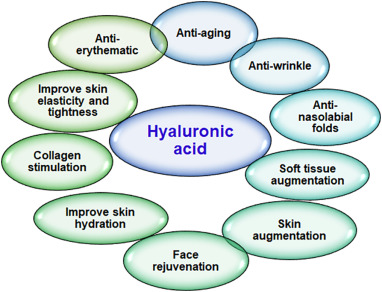 Anti-aging
Anti-
erythematic
Anti-wrinkle
Improve skin
elasticity and
tightness
Anti-
nasolabial
folds
Hyaluronic
acid
Collagen
stimulation
Soft tissue
augmentation
Improve skin
hydration
Skin
augmentation
Face
rejuvenation